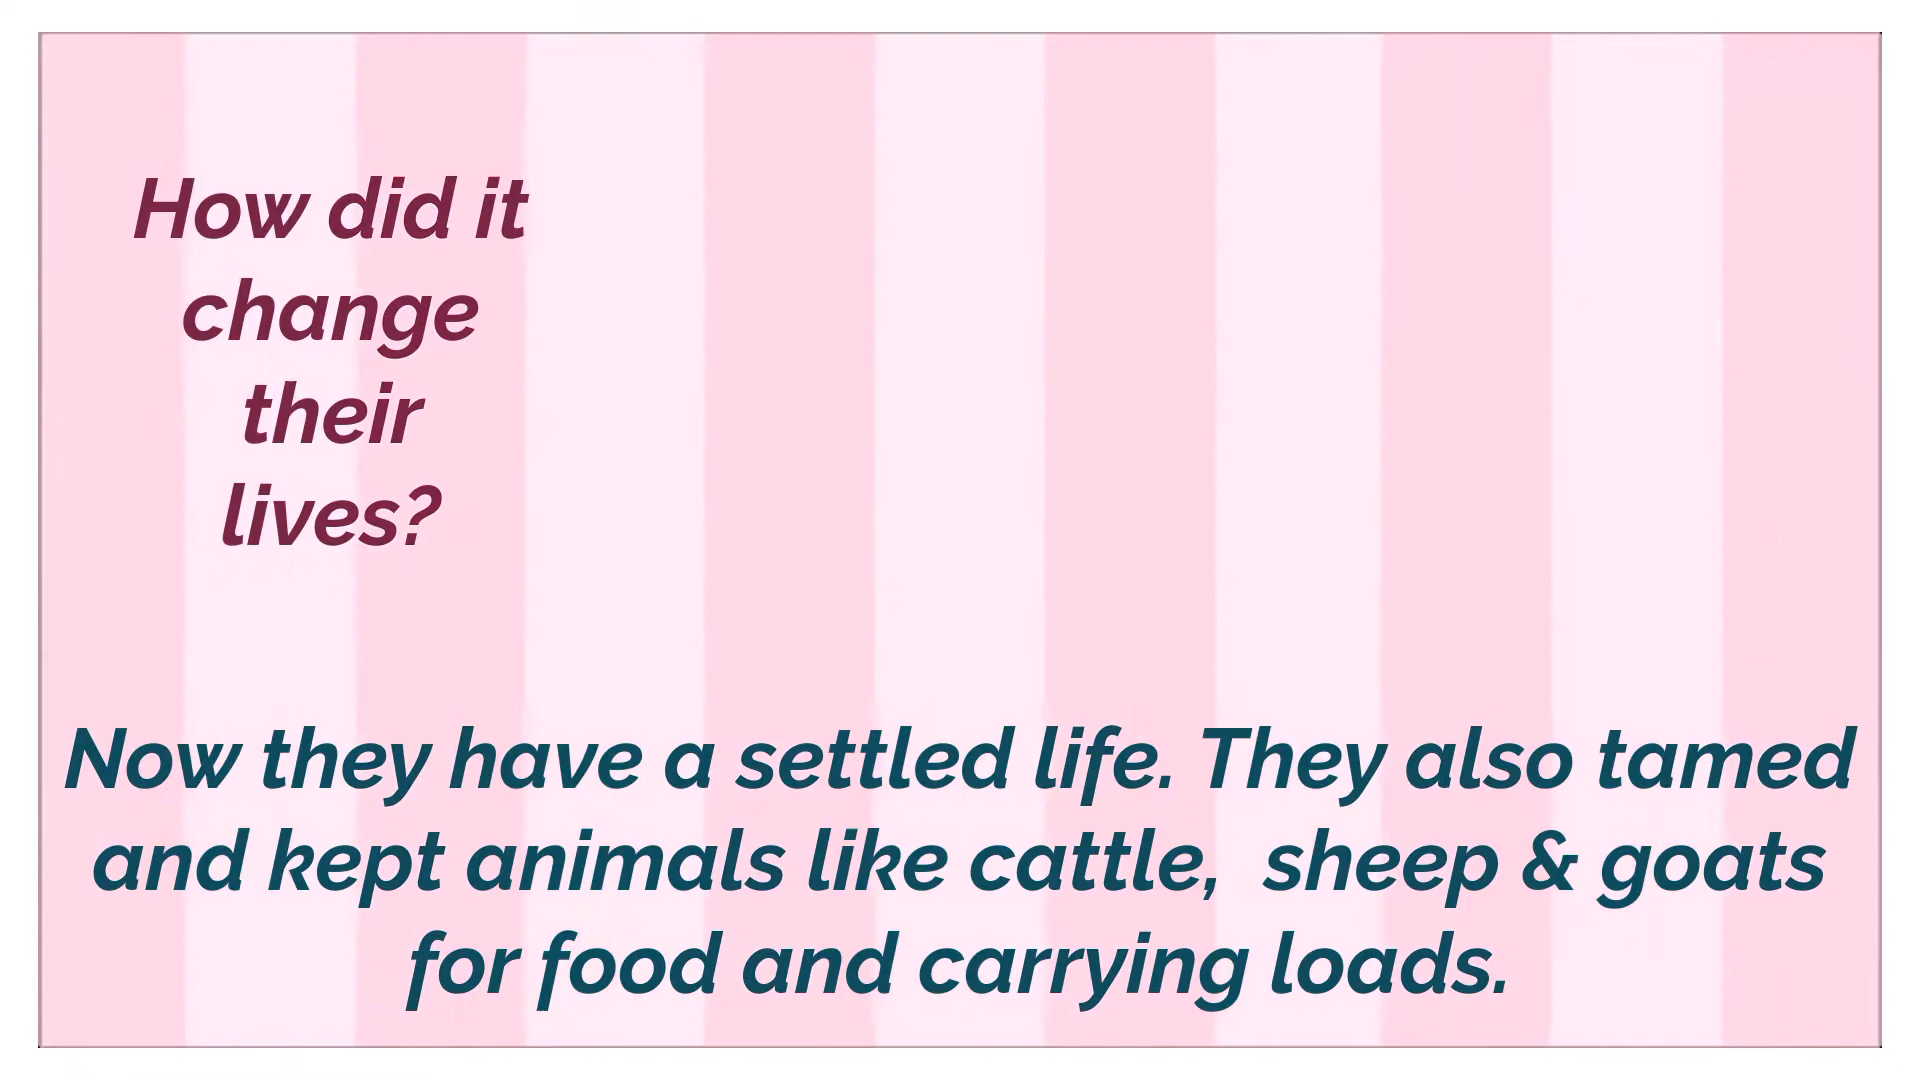 How did it
change
their
lives?
Now they have a settled life. They also tamed
and kept animals like cattle,  sheep & goats
for food and carrying loads.